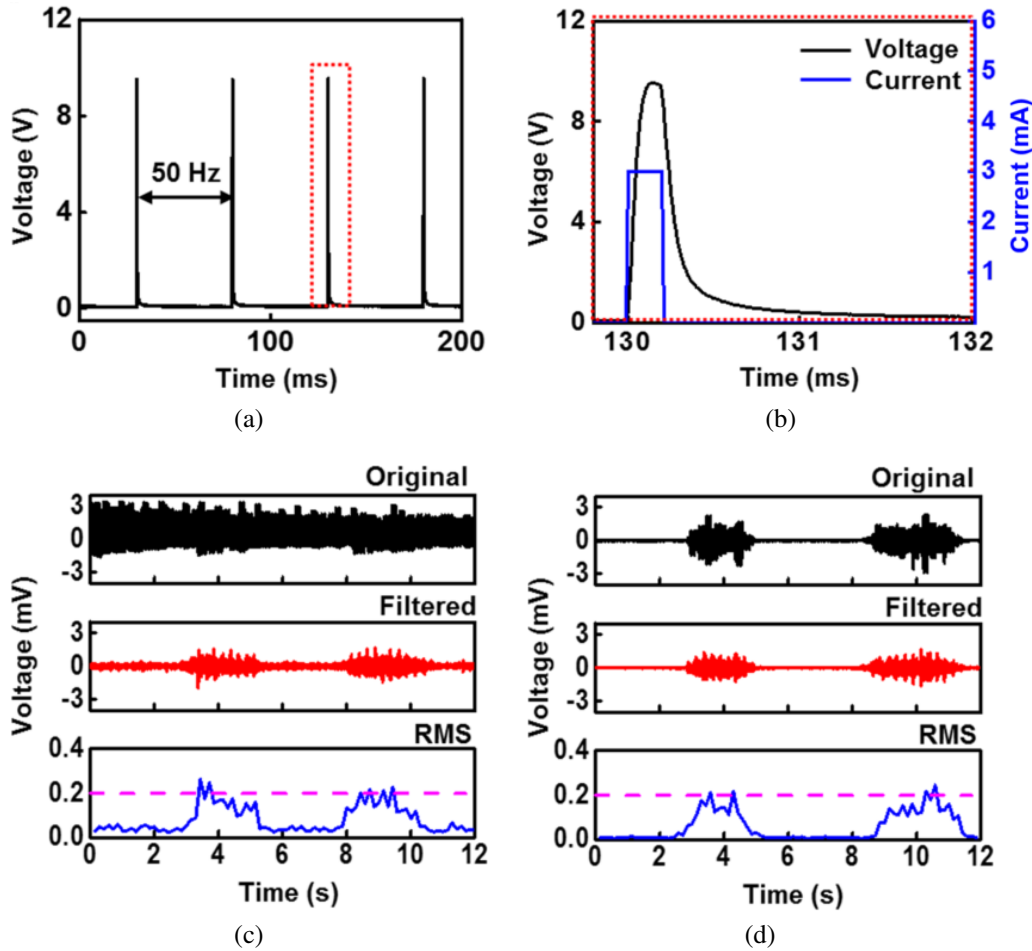 12
8
4
0
Voltage (V)
50 Hz
0
100
200
Time (ms)
(a)
12
8
4
0
Voltage (V)
Voltage
Current
6
5
4
3
2
1
Current (mA)
130
131
132
Time (ms)
(b)
Original
3
0
-3
Filtered
3
0
-3
Voltage (mV)
RMS
0.4
0.2
0.0
0 2 4 6 8 10 12
Time (s)
(c)
Original
3
0
-3
Filtered
3
0
-3
Voltage (mV)
RMS
0.4
0.2
0.0
0 2 4 6 8 10 12
Time (s)
(d)